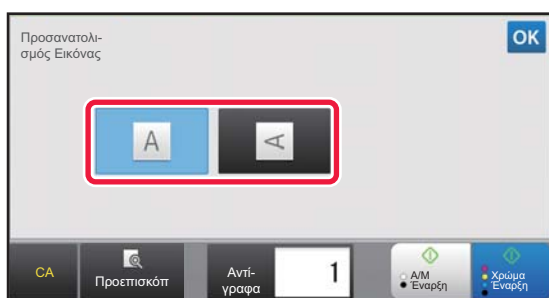 Προσανατολι-
σμός Εικόνας
OK
A
A
CA
Προεπισκόπ
Αντί-
γραφα
1
Α/Μ
Έναρξη
Χρώμα
Έναρξη